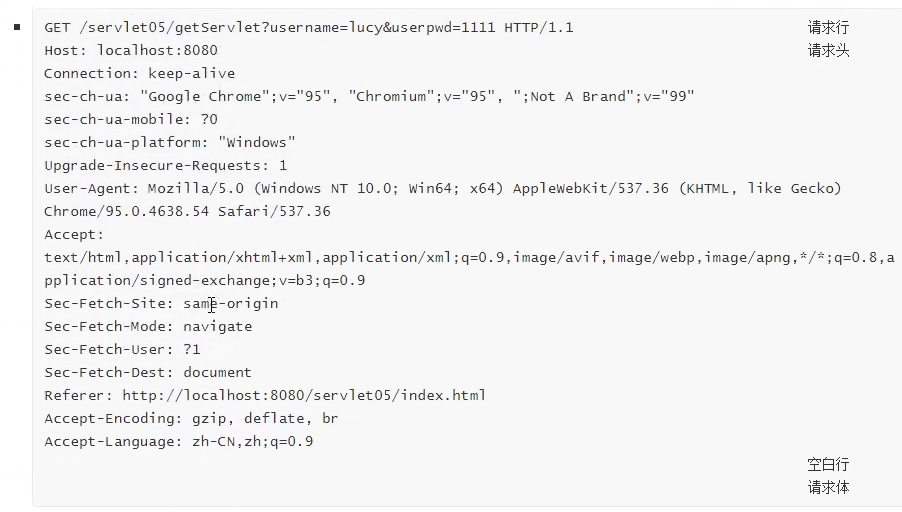 GET /servlet05/getServlet?username=lucy&userpwd=1111 HTTP/1.1 请求行
Host: localhost:8080 请求头
Connection: keep-alive
sec-ch-ua: "Google Chrome";v="95", "Chromium";v="95", ";Not A Brand";v="99"
sec-ch-ua-mobile: ?0
sec-ch-ua-platform: "Windows"
Upgrade-Insecure-Requests: 1
User-Agent: Mozilla/5.0 (Windows NT 10.0; Win64; x64) AppleWebKit/537.36 (KHTML, like Gecko)
Chrome/95.0.4638.54 Safari/537.36
Accept:
text/html,application/xhtml+xml,application/xml;q=0.9,image/avif,image/webp,image/apng,*/*;q=0.8,a
pplication/signed-exchange;v=b3;q=0.9
Sec-Fetch-Site: same-origin
Sec-Fetch-Mode: navigate
Sec-Fetch-User: ?1
Sec-Fetch-Dest: document
Referer: http://localhost:8080/servlet05/index.html
Accept-Encoding: gzip, deflate, br
Accept-Language: zh-CN,zh;q=0.9
空白行
请求体